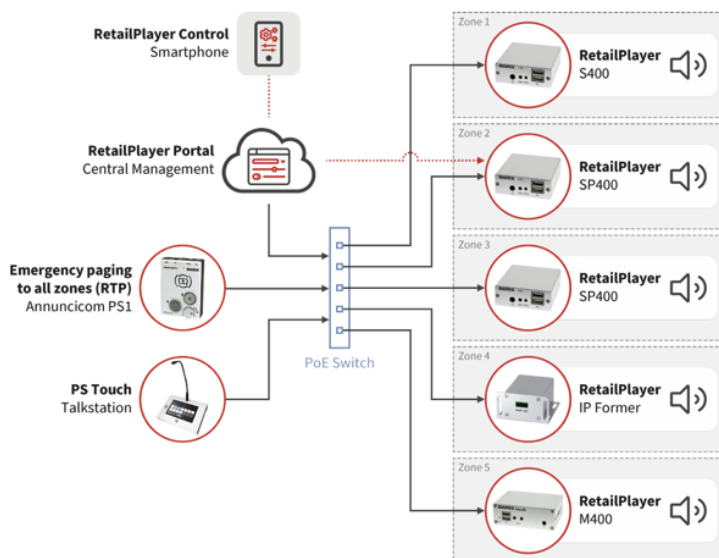 RetailPlayer Control
Smartphone
RetailPlayer Portal
Central Management
Emergency paging
to all zones (RTP)
Annuncicom PS1
PS Touch
Talkstation
PoE Switch
Zone 1
RetailPlayer
S400
Zone 2
RetailPlayer
SP400
Zone 3
RetailPlayer
SP400
Zone 4
RetailPlayer
IP Former
Zone 5
RetailPlayer
M400